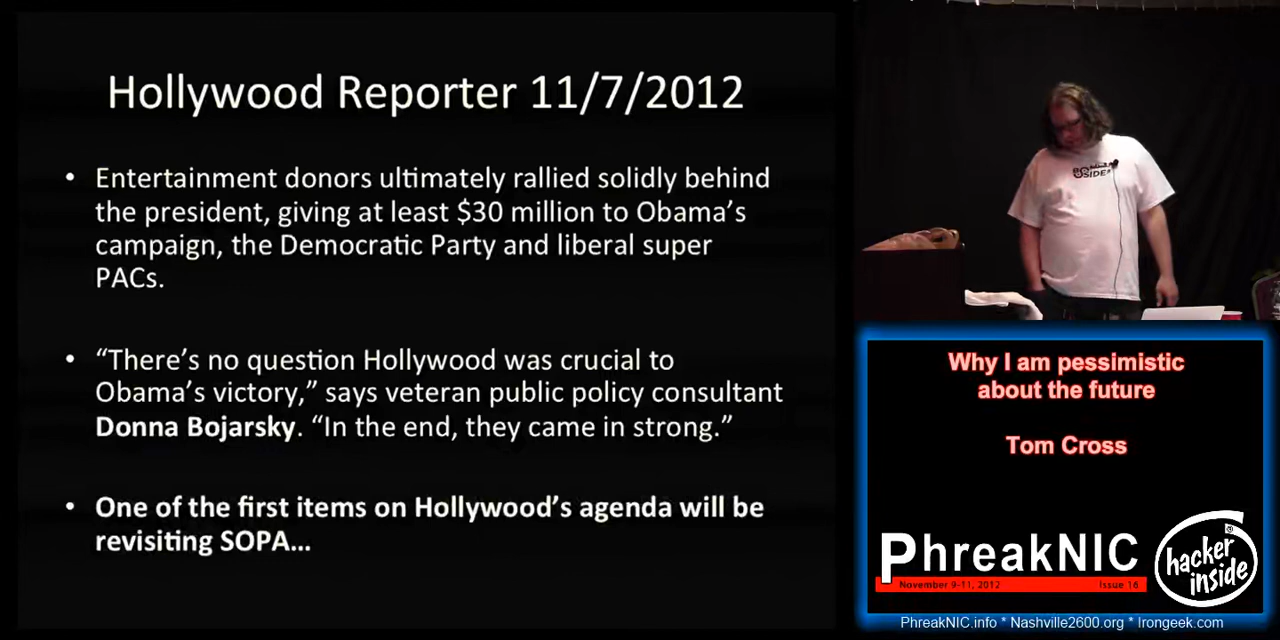 Hollywood Reporter 11/7/2012
• Entertainment donors ultimately rallied solidly behind
the president, giving at least $30 million to Obama’s
campaign, the Democratic Party and liberal super
PACs.
• “There’s no question Hollywood was crucial to
Obama’s victory,” says veteran public policy consultant
Donna Bojarsky. “In the end, they came in strong.”
• One of the first items on Hollywood’s agenda will be
revisiting SOPA…
Why I am pessimistic
about the future
Tom Cross
PhreakNIC
November 9-11, 2012 Issue 16
hacker
inside
PhreakNIC.info * Nashville2600.org * Irongeek.com